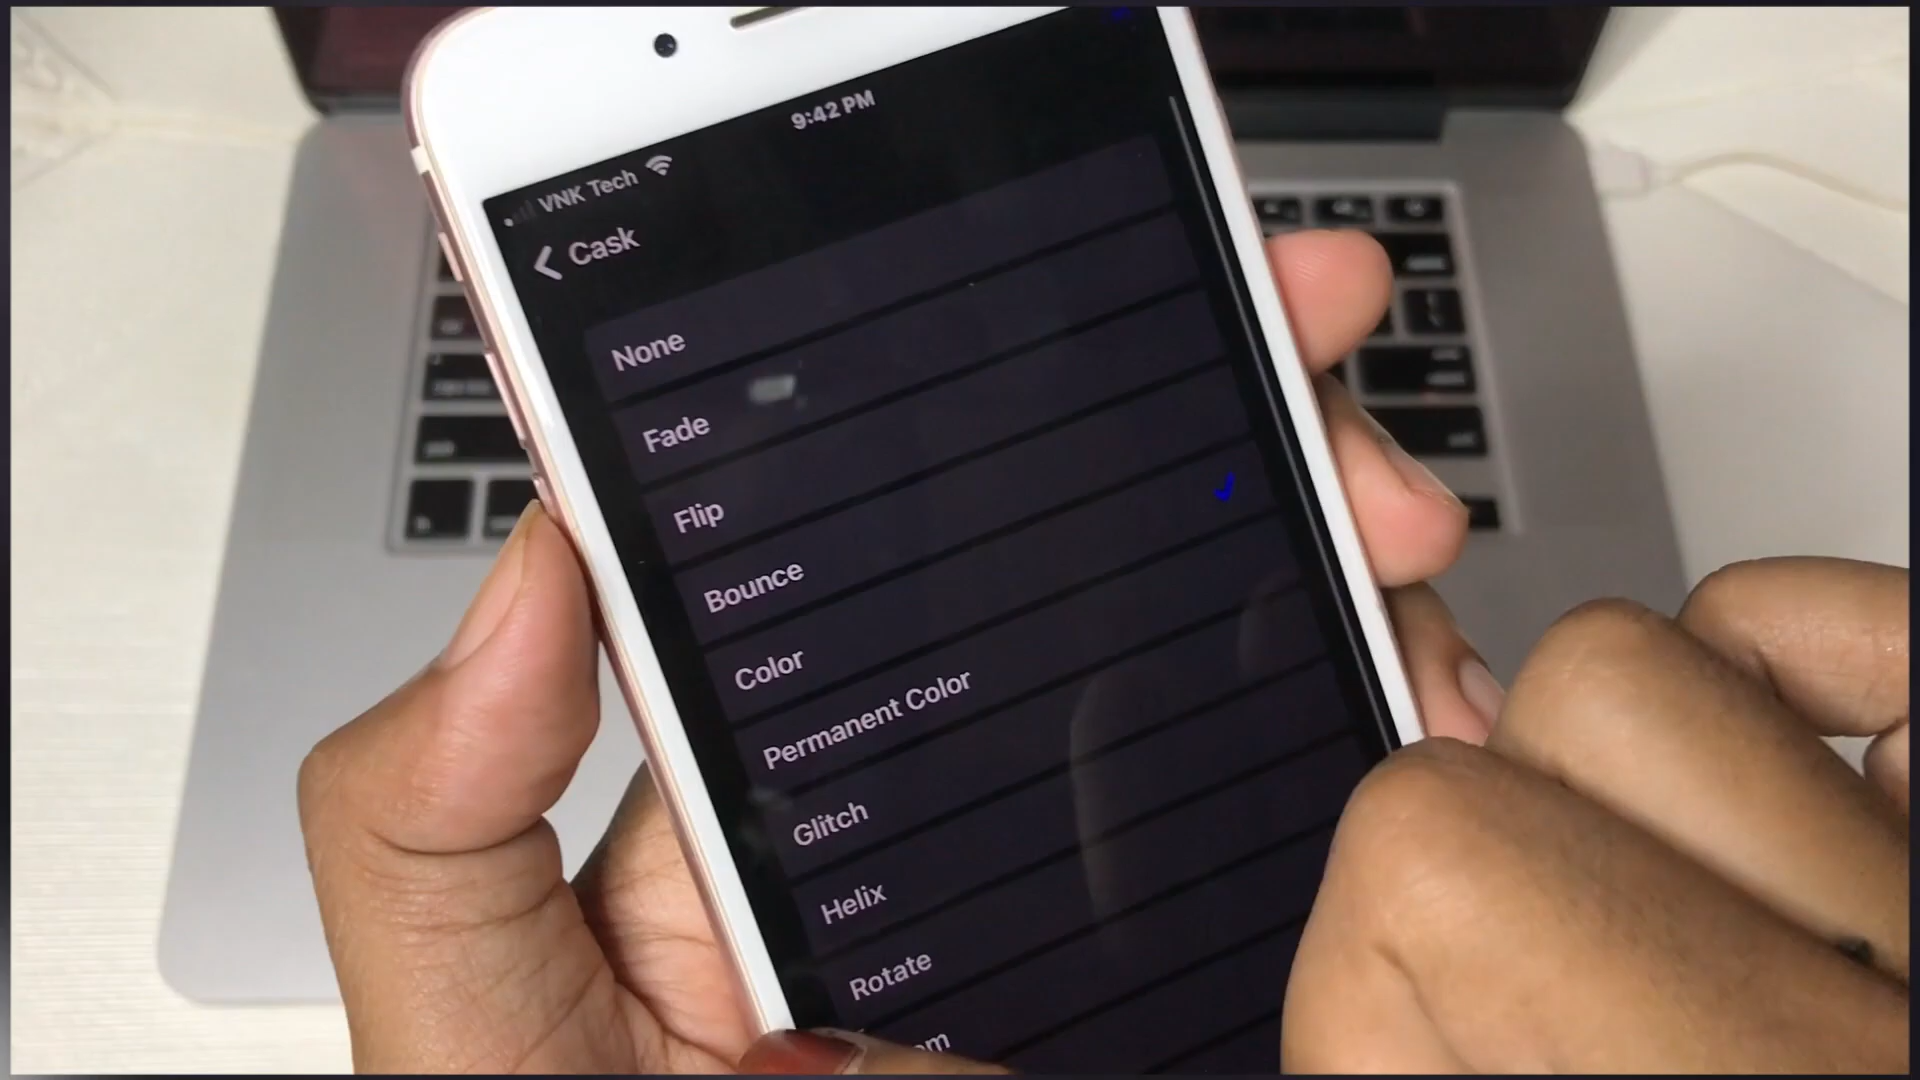 9:42 PM
VNK Tech
Cask
None
Fade
Flip
Bounce
Color
Permanent Color
Glitch
Helix
Rotate